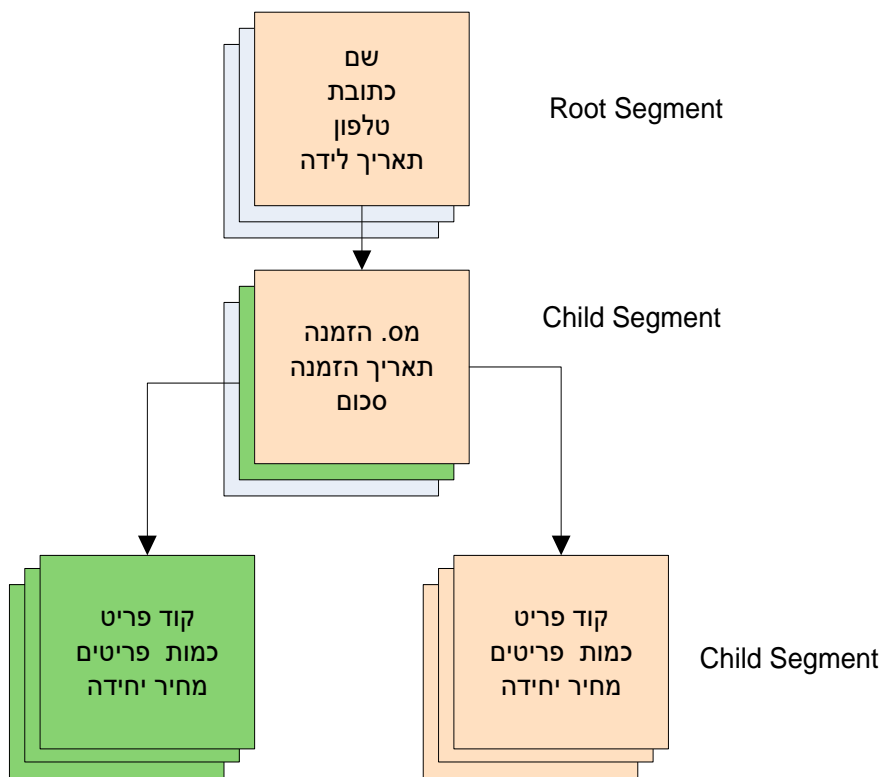 שם
כתובת
טלפון
תאריך לידה
Root Segment
מס. הזמנה
תאריך הזמנה
סכום
Child Segment
קוד פריט
כמות פריטים
מחיר יחידה
קוד פריט
כמות פריטים
מחיר יחידה
Child Segment